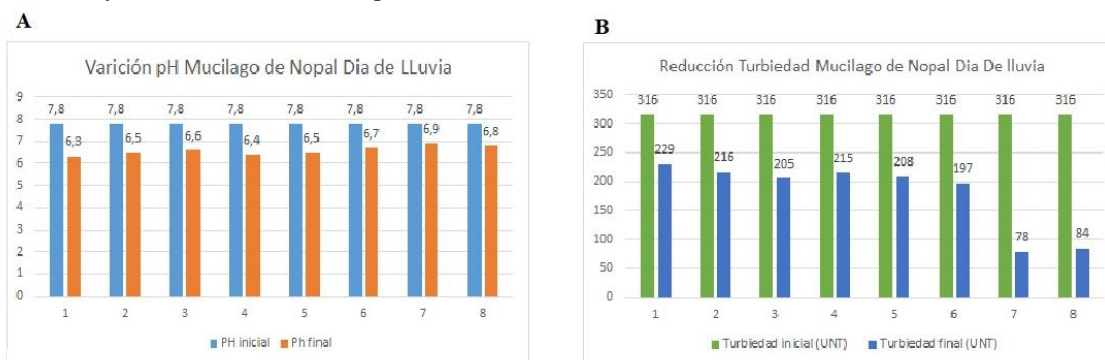 A
Varición pH Mucilago de Nopal Dia de LLuvia
9
8
7
6
5
4
3
2
1
0
7,8 7,8 7,8 7,8 7,8 7,8 7,8 7,8
6,3 6,5 6,6 6,4 6,5 6,7 6,9 6,8
1 2 3 4 5 6 7 8
PH inicial Ph final
B
Reducción Turbiedad Mucilago de Nopal Dia De lluvia
350
300
250
200
150
100
50
0
316 316 316 316 316 316 316 316
229 216 205 215 208 197 78 84
1 2 3 4 5 6 7 8
Turbiedad inicial (UNT) Turbiedad final (UNT)